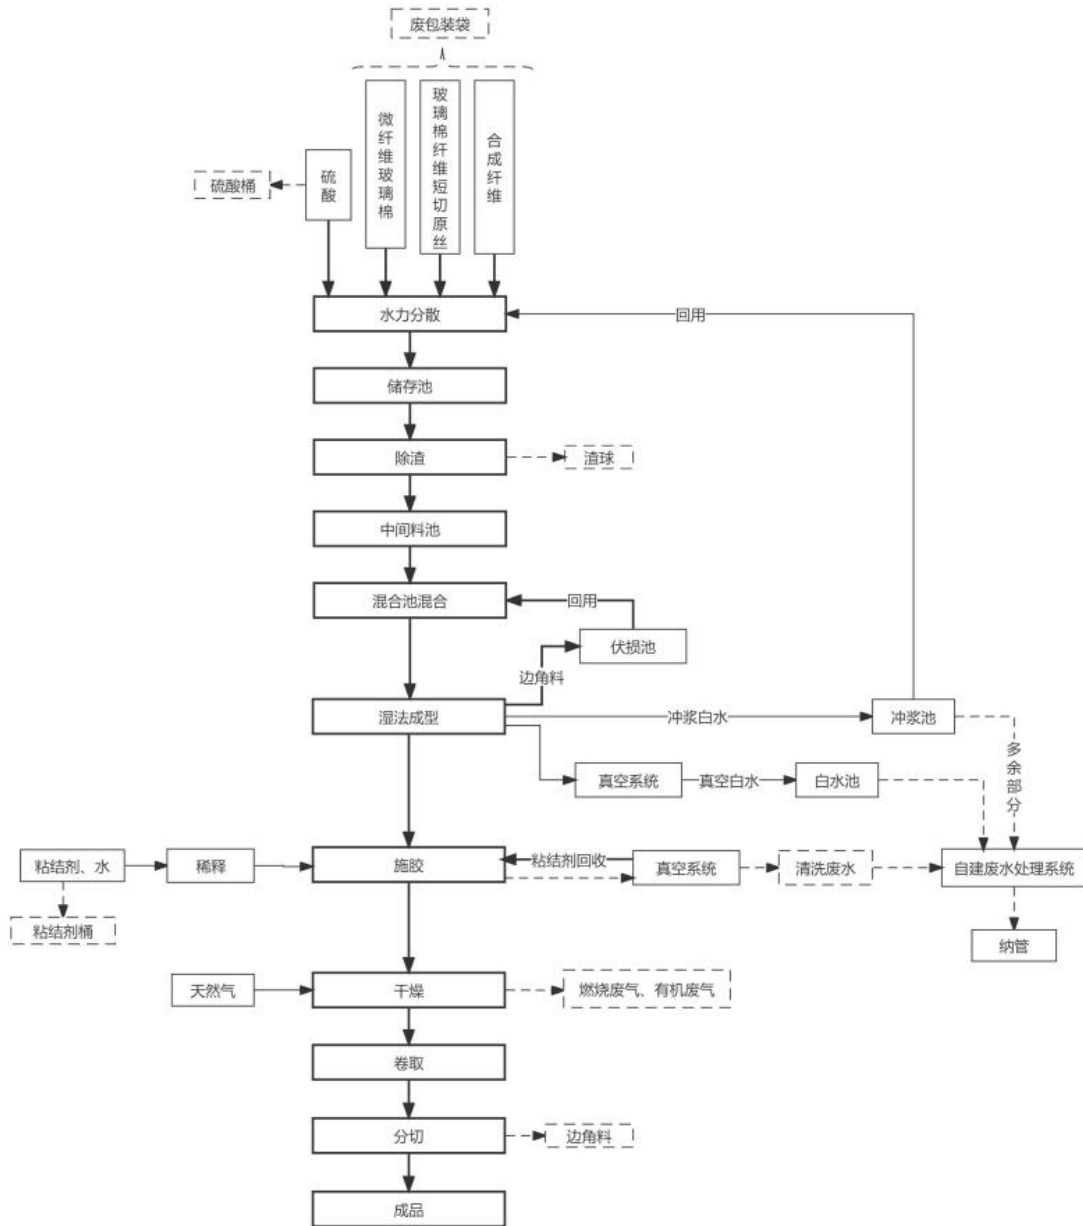 废包装袋
微纤维玻璃棉
玻璃棉纤维短切原丝
合成纤维
硫酸桶
硫酸
水力分散
回用
储存池
除渣
渣球
中间料池
混合池混合
回用
伏损池
边角料
湿法成型
冲浆白水
冲浆池
多余部分
真空系统
真空白水
白水池
粘结剂、水
稀释
施胶
粘结剂回收
真空系统
清洗废水
自建废水处理系统
粘结剂桶
纳管
天然气
干燥
燃烧废气、有机废气
卷取
分切
边角料
成品